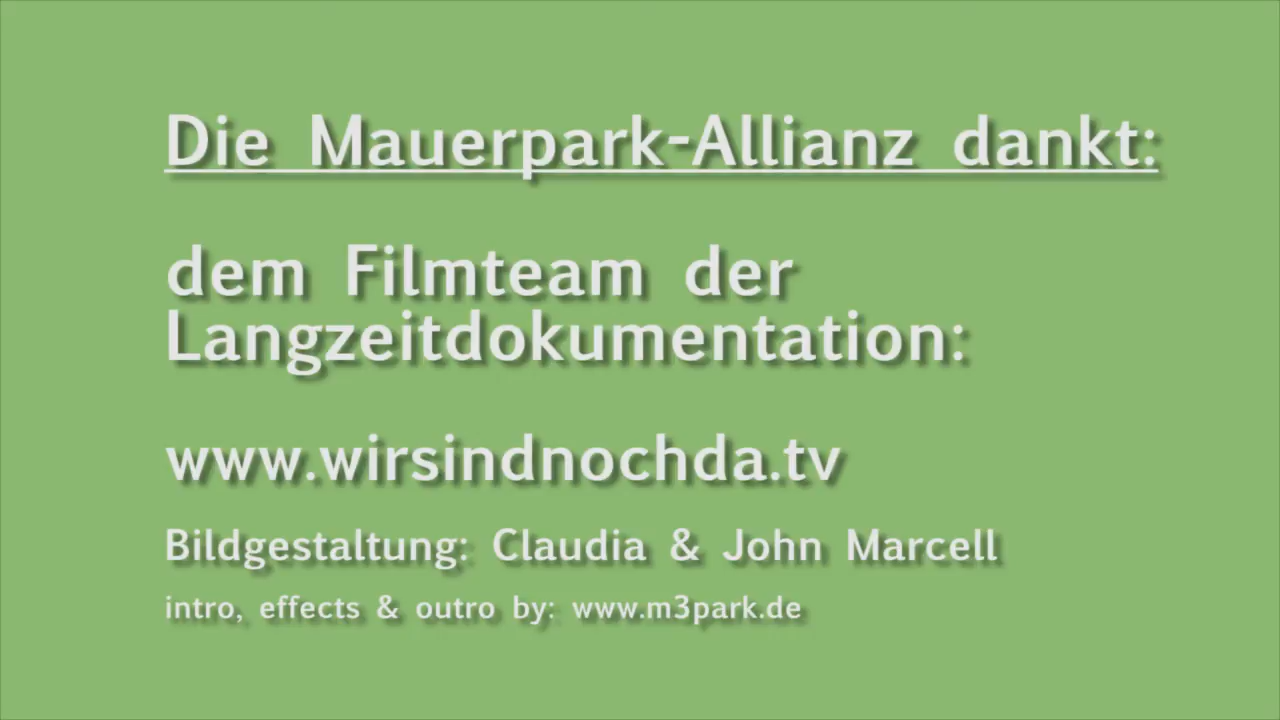 Die Mauerpark-Allianz dankt:
dem Filmteam der
Langzeitdokumentation:
www.wirsindnochda.tv
Bildgestaltung: Claudia & John Marcell
intro, effects & outro by: www.m3park.de